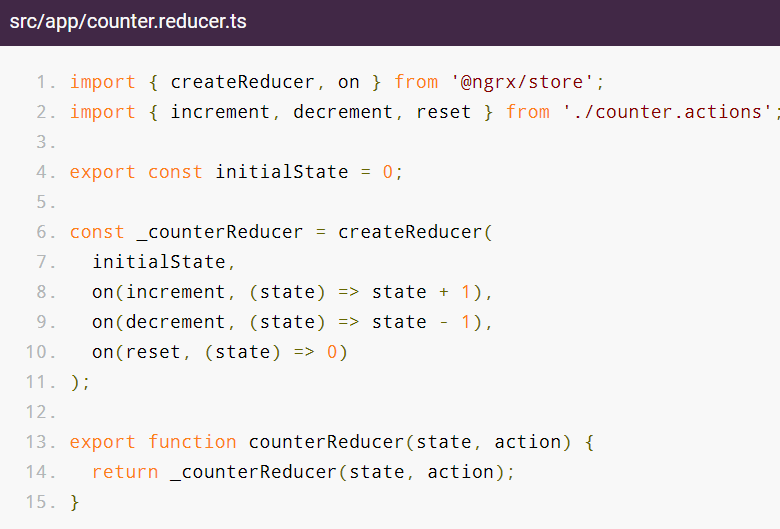 src/app/counter.reducer.ts
1. import { createReducer, on } from '@ngrx/store';
2. import { increment, decrement, reset } from './counter.actions';
3.
4. export const initialState = 0;
5.
6. const _counterReducer = createReducer(
7.   initialState,
8.   on(increment, (state) => state + 1),
9.   on(decrement, (state) => state - 1),
10.   on(reset, (state) => 0)
11. );
12.
13. export function counterReducer(state, action) {
14.   return _counterReducer(state, action);
15. }